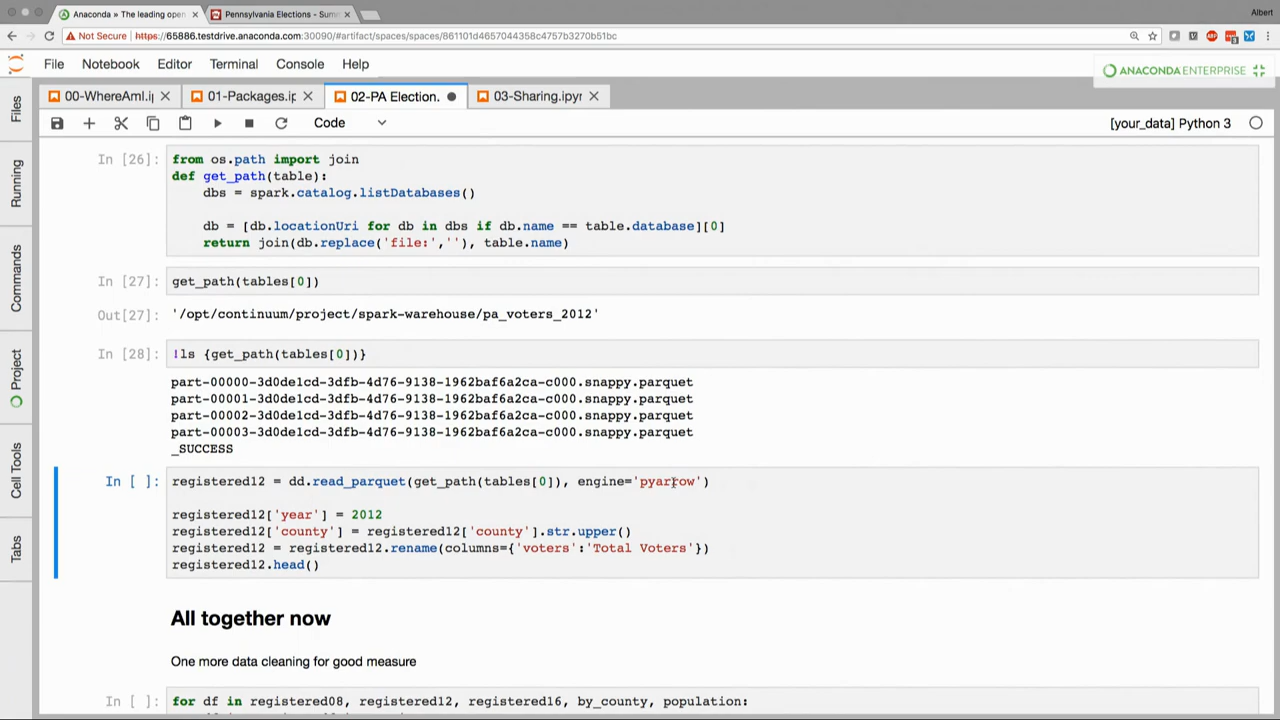 Anaconda » The leading open
Pennsylvania Elections - Sum
Albert
Not Secure
https://65886.testdrive.anaconda.com:30090/#artifact/spaces/spaces/861101d4657044358c4757b3270b51bc
File Notebook Editor Terminal Console Help
ANACONDA ENTERPRISE
00-WhereAmI.i
01-Packages.ip
02-PA Election.
03-Sharing.ipyr
Code
[your_data] Python 3
Files
Running
Commands
Project
Cell Tools
Tabs
In [26]:
from os.path import join
def get_path(table):
dbs = spark.catalog.listDatabases()
db = [db.locationUri for db in dbs if db.name == table.database][0]
return join(db.replace('file:',''), table.name)
In [27]:
get_path(tables[0])
Out[27]:
'/opt/continuum/project/spark-warehouse/pa_voters_2012'
In [28]:
!ls {get_path(tables[0])}
part-00000-3d0de1cd-3dfb-4d76-9138-1962baf6a2ca-c000.snappy.parquet
part-00001-3d0de1cd-3dfb-4d76-9138-1962baf6a2ca-c000.snappy.parquet
part-00002-3d0de1cd-3dfb-4d76-9138-1962baf6a2ca-c000.snappy.parquet
part-00003-3d0de1cd-3dfb-4d76-9138-1962baf6a2ca-c000.snappy.parquet
_SUCCESS
In [ ]:
registered12 = dd.read_parquet(get_path(tables[0]), engine='pyarrow')
registered12['year'] = 2012
registered12['county'] = registered12['county'].str.upper()
registered12 = registered12.rename(columns={'voters':'Total Voters'})
registered12.head()
All together now
One more data cleaning for good measure
In [ ]:
for df in registered08, registered12, registered16, by_county, population: